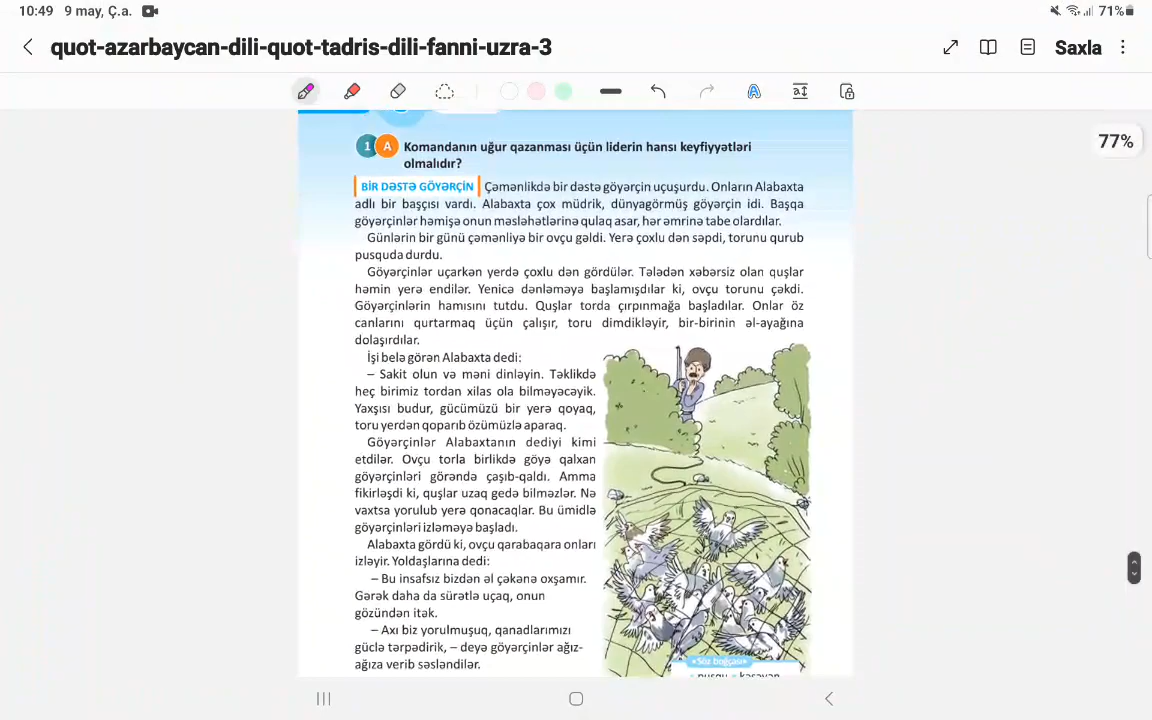 10:49 9 may, Ç.a. 71%
quot-azarbaycan-dili-quot-tadris-dili-fanni-uzra-3 Saxla
77%
1 A Komandanın uğur qazanması üçün liderin hansı keyfiyyətləri
olmalıdır?
BİR DƏSTƏ GÖYƏRÇİN Çəmənlikdə bir dəstə göyərçin uçuşurdu. Onların Alabaxta
adlı bir başçısı vardı. Alabaxta çox müdrik, dünyagörmüş göyərçin idi. Başqa
göyərçinlər həmişə onun məsləhətlərinə qulaq asar, hər əmrinə tabe olardılar.
Günlərin bir günü çəmənliyə bir ovçu gəldi. Yerə çoxlu dən səpdi, torunu qurub
pusquda durdu.
Göyərçinlər uçarkən yerdə çoxlu dən gördülər. Tələdən xəbərsiz olan quşlar
həmin yerə endilər. Yenicə dənləməyə başlamışdılar ki, ovçu torunu çəkdi.
Göyərçinlərin hamısını tutdu. Quşlar torda çırpınmağa başladılar. Onlar öz
canlarını qurtarmaq üçün çalışır, toru dimdikləyir, bir-birinin əl-ayağına
dolaşırdılar.
İşi belə görən Alabaxta dedi:
– Sakit olun və məni dinləyin. Təklikdə
heç birimiz tordan xilas ola bilməyəcəyik.
Yaxşısı budur, gücümüzü bir yerə qoyaq,
toru yerdən qoparıb özümüzlə aparaq.
Göyərçinlər Alabaxtanın dediyi kimi
etdilər. Ovçu torla birlikdə göyə qalxan
göyərçinləri görəndə çaşıb-qaldı. Amma
fikirləşdi ki, quşlar uzaq gedə bilməzlər. Nə
vaxtsa yorulub yerə qonacaqlar. Bu ümidlə
göyərçinləri izləməyə başladı.
Alabaxta gördü ki, ovçu qarabaqara onları
izləyir. Yoldaşlarına dedi:
– Bu insafsız bizdən əl çəkənə oxşamır.
Gərək daha da sürətlə uçaq, onun
gözündən itək.
– Axı biz yorulmuşuq, qanadlarımızı
güclə tərpədirik, – deyə göyərçinlər ağız-
ağıza verib səsləndilər.
Söz boğçası